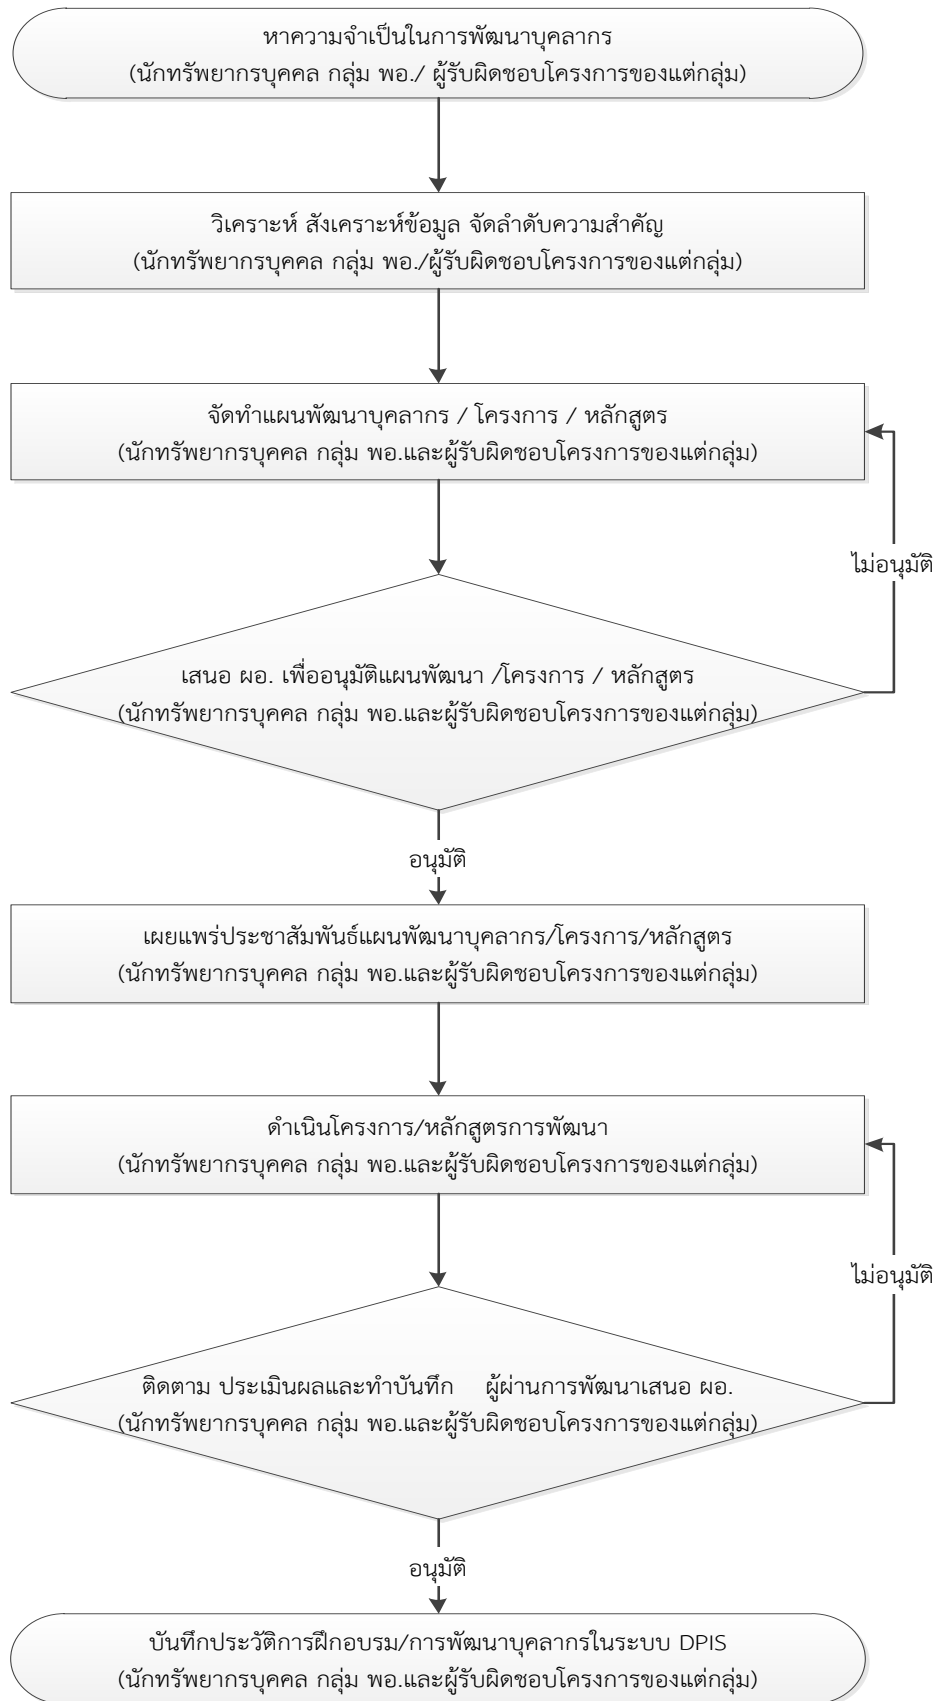 หาความจำเป็นในการพัฒนาบุคลากร
(นักทรัพยากรบุคคล กลุ่ม พอ./ ผู้รับผิดชอบโครงการของแต่กลุ่ม)
วิเคราะห์ สังเคราะห์ข้อมูล จัดลำดับความสำคัญ
(นักทรัพยากรบุคคล กลุ่ม พอ./ผู้รับผิดชอบโครงการของแต่กลุ่ม)
จัดทำแผนพัฒนาบุคลากร / โครงการ / หลักสูตร
(นักทรัพยากรบุคคล กลุ่ม พอ.และผู้รับผิดชอบโครงการของแต่กลุ่ม)
ไม่อนุมัติ
เสนอ ผอ. เพื่ออนุมัติแผนพัฒนา /โครงการ / หลักสูตร
(นักทรัพยากรบุคคล กลุ่ม พอ.และผู้รับผิดชอบโครงการของแต่กลุ่ม)
อนุมัติ
เผยแพร่ประชาสัมพันธ์แผนพัฒนาบุคลากร/โครงการ/หลักสูตร
(นักทรัพยากรบุคคล กลุ่ม พอ.และผู้รับผิดชอบโครงการของแต่กลุ่ม)
ดำเนินโครงการ/หลักสูตรการพัฒนา
(นักทรัพยากรบุคคล กลุ่ม พอ.และผู้รับผิดชอบโครงการของแต่กลุ่ม)
ไม่อนุมัติ
ติดตาม ประเมินผลและทำบันทึก ผู้ผ่านการพัฒนาเสนอ ผอ.
(นักทรัพยากรบุคคล กลุ่ม พอ.และผู้รับผิดชอบโครงการของแต่กลุ่ม)
อนุมัติ
บันทึกประวัติการฝึกอบรม/การพัฒนาบุคลากรในระบบ DPIS
(นักทรัพยากรบุคคล กลุ่ม พอ.และผู้รับผิดชอบโครงการของแต่กลุ่ม)